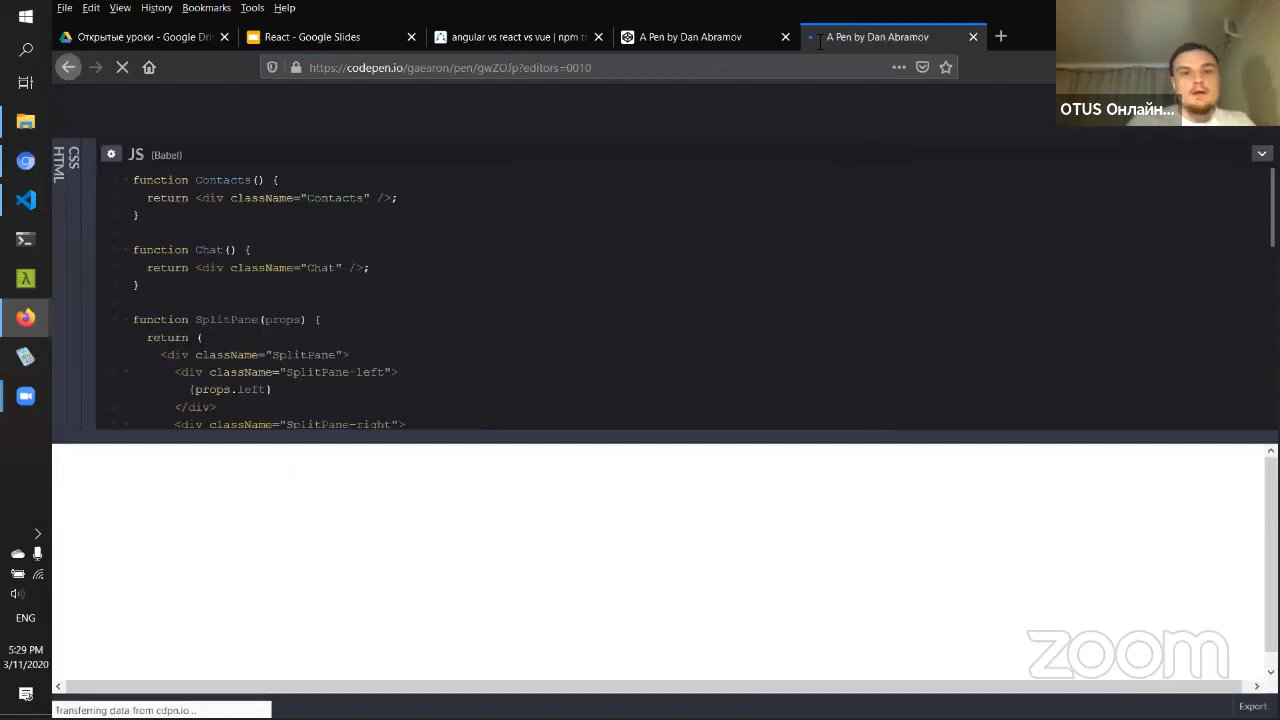 File Edit View History Bookmarks Tools Help
Открытые уроки - Google Dri
React - Google Slides
angular vs react vs vue | npm tr
A Pen by Dan Abramov
A Pen by Dan Abramov
https://codepen.io/gaearon/pen/gwZOJp?editors=0010
OTUS Онлайн...
HTML
CSS
JS (Babel)
function Contacts() {
return <div className="Contacts" />;
}
function Chat() {
return <div className="Chat" />;
}
function SplitPane(props) {
return (
<div className="SplitPane">
<div className="SplitPane-left">
{props.left}
</div>
<div className="SplitPane-right">
ENG
5:29 PM
3/11/2020
zoom
Transferring data from cdpn.io...
Export